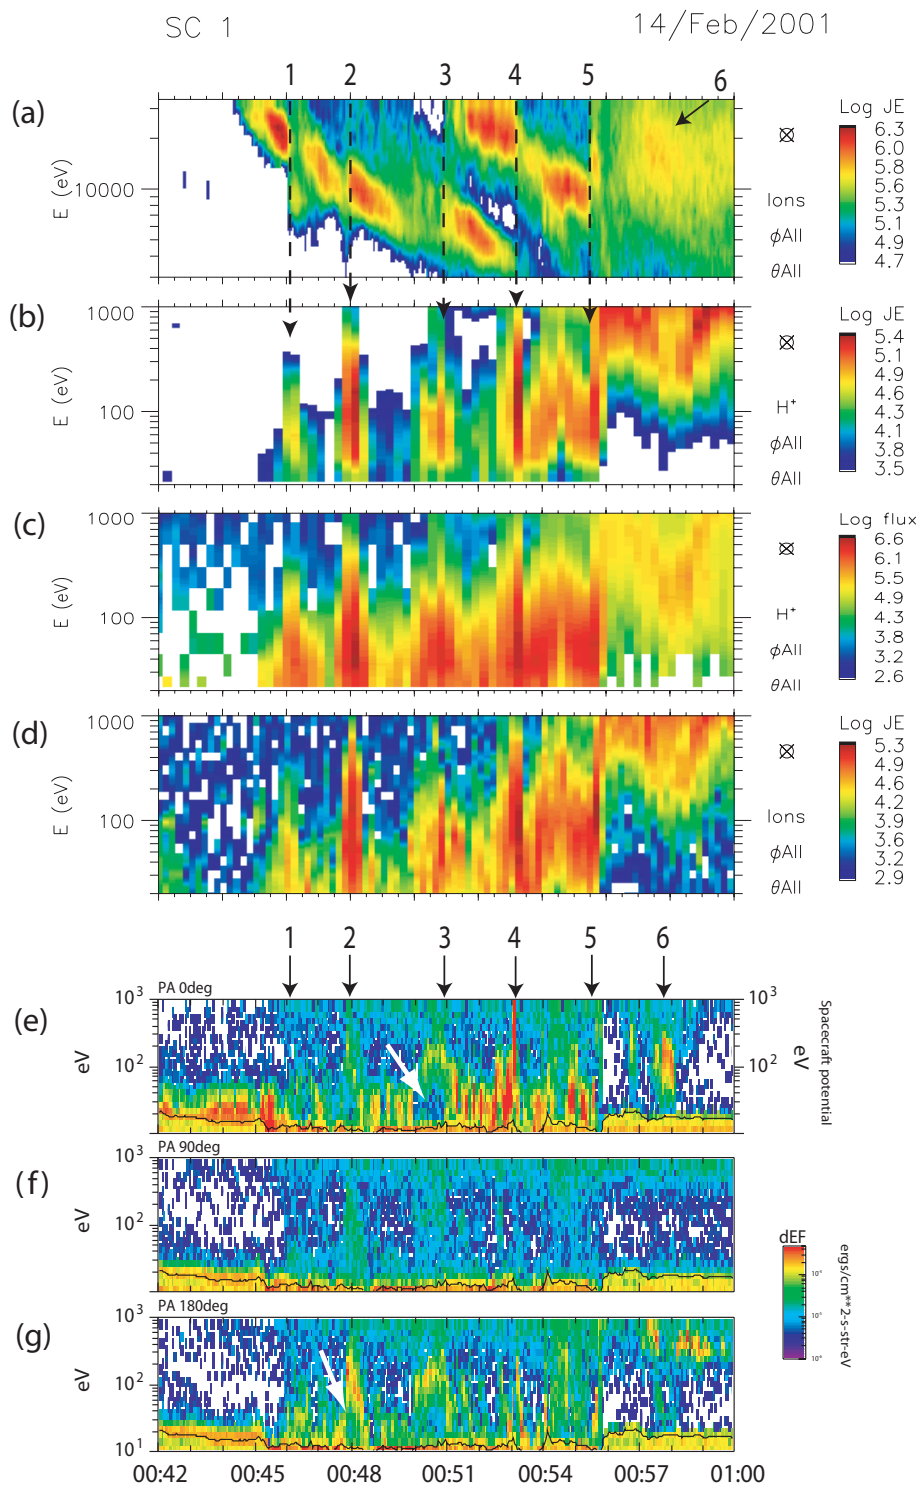 SC 1 14/Feb/2001
1 2 3 4 5 6
(a)
E (eV)
10000
Ions
ϕAll
θAll
Log JE
6.3
6.0
5.8
5.6
5.3
5.1
4.9
4.7
(b)
E (eV)
1000
100
H+
ϕAll
θAll
Log JE
5.4
5.1
4.9
4.6
4.3
4.1
3.8
3.5
(c)
E (eV)
1000
100
H+
ϕAll
θAll
Log flux
6.6
6.1
5.5
4.9
4.3
3.8
3.2
2.6
(d)
E (eV)
1000
100
Ions
ϕAll
θAll
Log JE
5.3
4.9
4.6
4.2
3.9
3.6
3.2
2.9
1 2 3 4 5 6
(e)
PA 0deg
eV
10³
10²
10³
10²
eV
Spacecraft potential
(f)
PA 90deg
eV
10³
10²
(g)
PA 180deg
eV
10³
10²
10¹
dEF
ergs/cm**2-s-str-eV
00:42 00:45 00:48 00:51 00:54 00:57 01:00